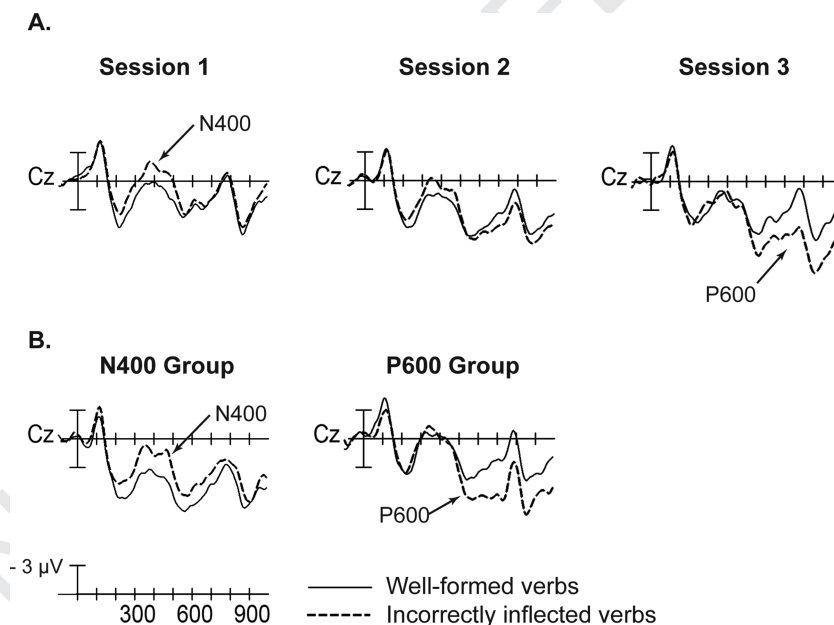 A.
Session 1
Session 2
Session 3
N400
Cz
Cz
Cz
P600
B.
N400 Group
P600 Group
N400
Cz
Cz
P600
- 3 µV
300 600 900
Well-formed verbs
Incorrectly inflected verbs